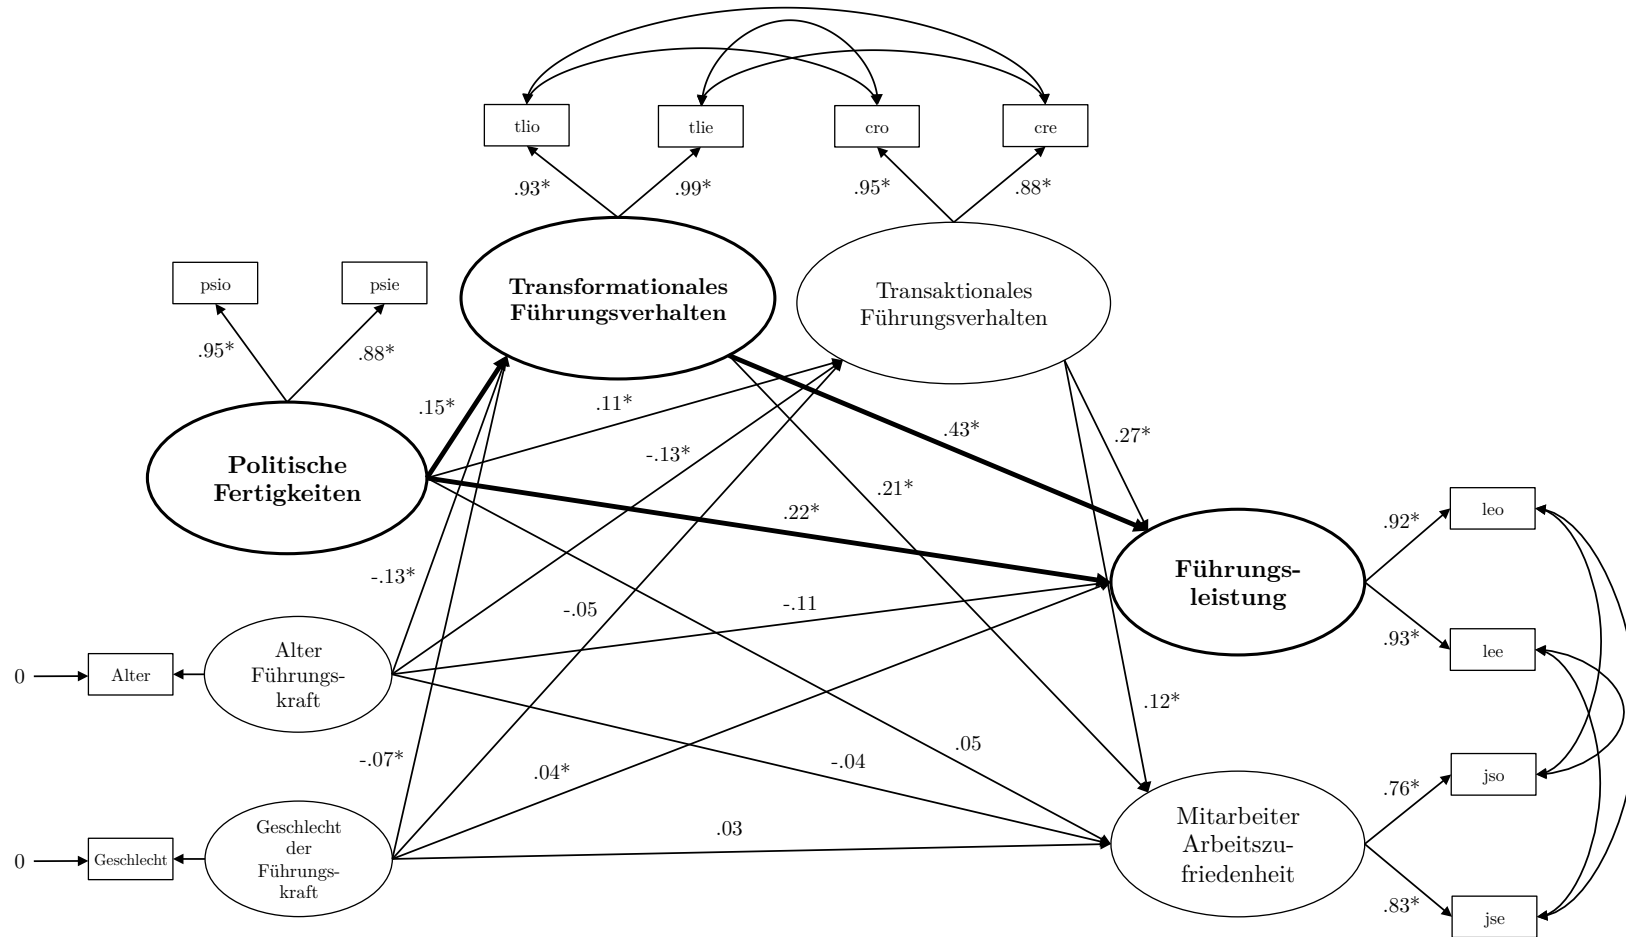 tlio
tlie
cro
cre
.93*
.99*
.95*
.88*
psio
psie
Transformationales
Führungsverhalten
Transaktionales
Führungsverhalten
.95*
.88*
.15*
.11*
-.13*
.43*
.27*
Politische
Fertigkeiten
.21*
.22*
leo
.92*
-.13*
-.05
-.11
Führungs-
leistung
.93*
lee
0
Alter
Alter
Führungs-
kraft
.12*
-.07*
.04*
.05
-.04
jso
.76*
0
Geschlecht
Geschlecht
der
Führungs-
kraft
.03
Mitarbeiter
Arbeitszu-
friedenheit
.83*
jse